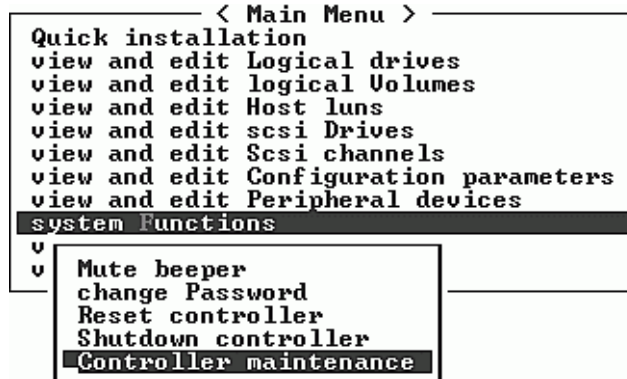 < Main Menu >
Quick installation
view and edit Logical drives
view and edit logical Volumes
view and edit Host luns
view and edit scsi Drives
view and edit Scsi channels
view and edit Configuration parameters
view and edit Peripheral devices
system Functions
v
v
Mute beeper
change Password
Reset controller
Shutdown controller
Controller maintenance